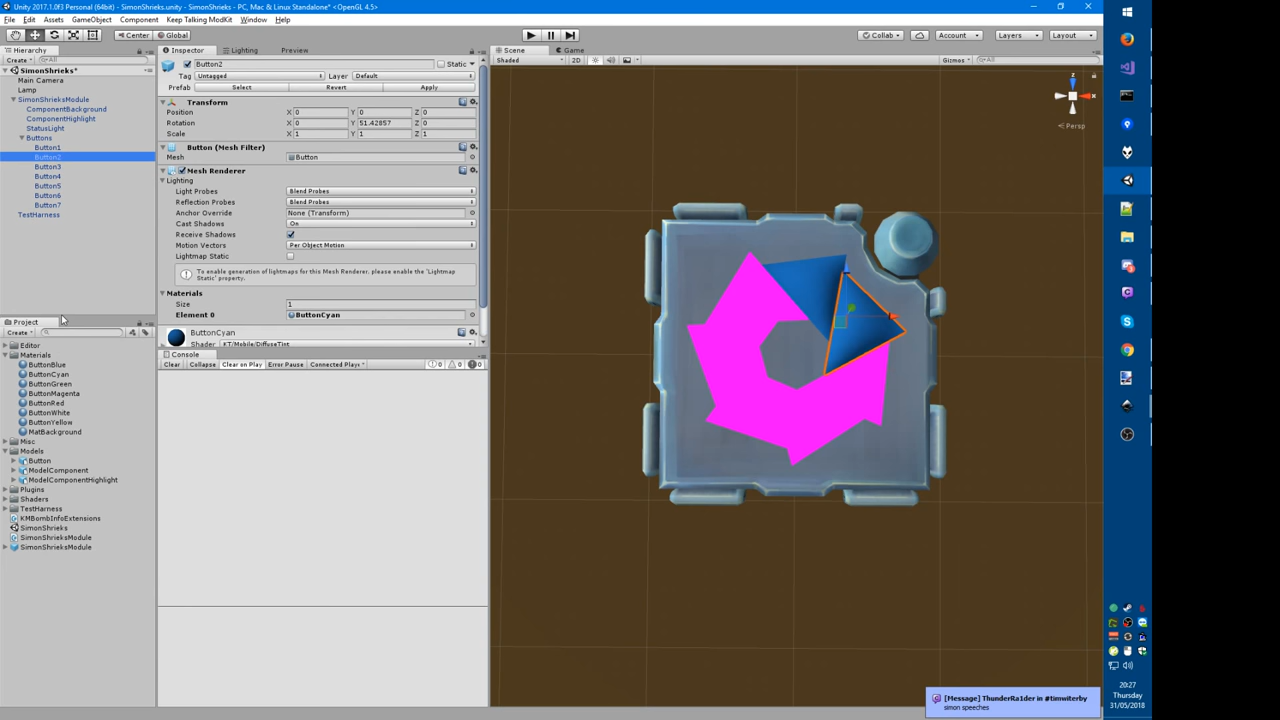 Unity 2017.1.0F3 Personal (64bit) - SimonShrieks.unity - SimonShrieks - PC, Mac & Linux Standalone* <OpenGL 4.5>
File Edit Assets GameObject Component Keep Talking ModKit Window Help
Center Global Collab Account Layers Layout
Hierarchy
Create All
SimonShrieks*
Main Camera
Lamp
SimonShrieksModule
ComponentBackground
ComponentHighlight
StatusLight
Buttons
Button1
Button2
Button3
Button4
Button5
Button6
Button7
TestHarness
Project
Create
Editor
Materials
ButtonBlue
ButtonCyan
ButtonGreen
ButtonMagenta
ButtonRed
ButtonWhite
ButtonYellow
MatBackground
Misc
Models
Button
ModelComponent
ModelComponentHighlight
Plugins
Shaders
TestHarness
KMBombInfoExtensions
SimonShrieks
SimonShrieksModule
SimonShrieksModule
Inspector Lighting Preview
Button2 Static
Tag Untagged Layer Default
Prefab Select Revert Apply
Transform
Position X 0 Y 0 Z 0
Rotation X 0 Y 51.42857 Z 0
Scale X 1 Y 1 Z 1
Button (Mesh Filter)
Mesh Button
Mesh Renderer
Lighting
Light Probes Blend Probes
Reflection Probes Blend Probes
Anchor Override None (Transform)
Cast Shadows On
Receive Shadows
Motion Vectors Per Object Motion
Lightmap Static
To enable generation of lightmaps for this Mesh Renderer, please enable the 'Lightmap
Static' property.
Materials
Size 1
Element 0 ButtonCyan
ButtonCyan
Shader KT/Mobile/DiffuseTint
Console
Clear Collapse Clear on Play Error Pause Connected Play 0 0 0
Scene Game
Shaded 2D Gizmos All
z
x
Persp
[Message] ThunderRa1der in #timwiterby
simon speeches
20:27
Thursday
31/05/2018